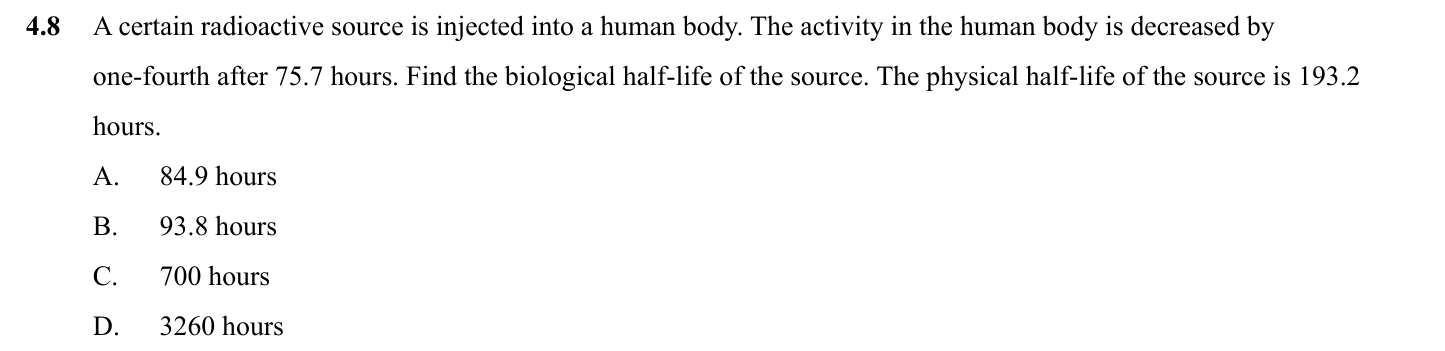 4.8 A certain radioactive source is injected into a human body. The activity in the human body is decreased by
one-fourth after 75.7 hours. Find the biological half-life of the source. The physical half-life of the source is 193.2
hours.
A. 84.9 hours
B. 93.8 hours
C. 700 hours
D. 3260 hours